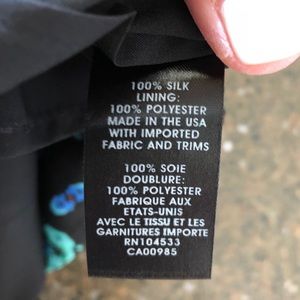 100% SILK
LINING:
100% POLYESTER
MADE IN THE USA
WITH IMPORTED
FABRIC AND TRIMS
100% SOIE
DOUBLURE:
100% POLYESTER
FABRIQUE AUX
ETATS-UNIS
AVEC LE TISSU ET LES
GARNITURES IMPORTE
RN104533
CA00985